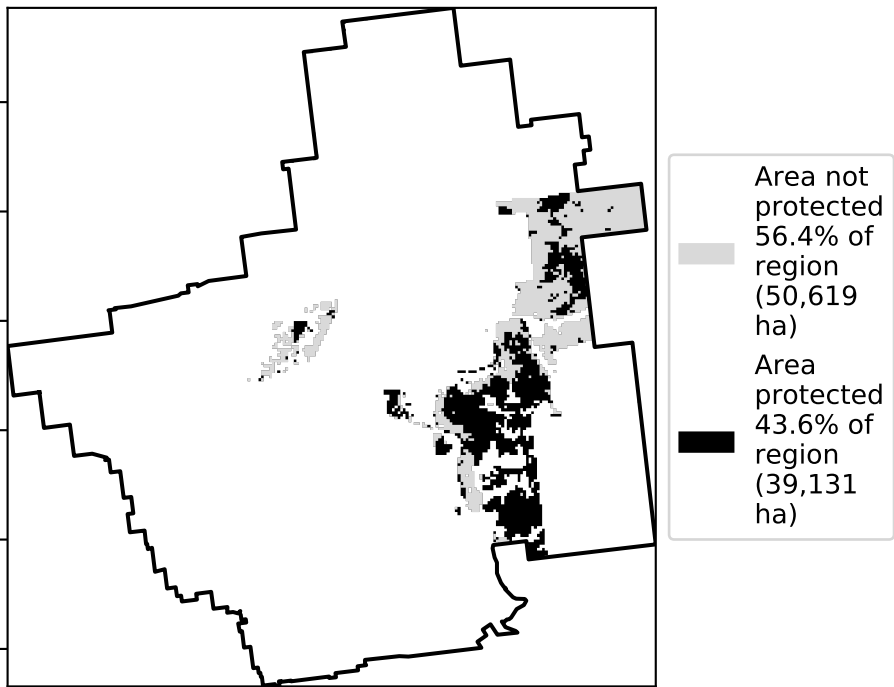 Area not
protected
56.4% of
region
(50,619
ha)
Area
protected
43.6% of
region
(39,131
ha)